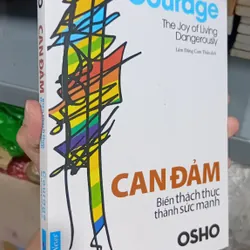 Courage
The Joy of Living
Dangerously
CAN ĐẢM
Biến thách thức
thành sức mạnh
OSHO
CAN ĐẢM